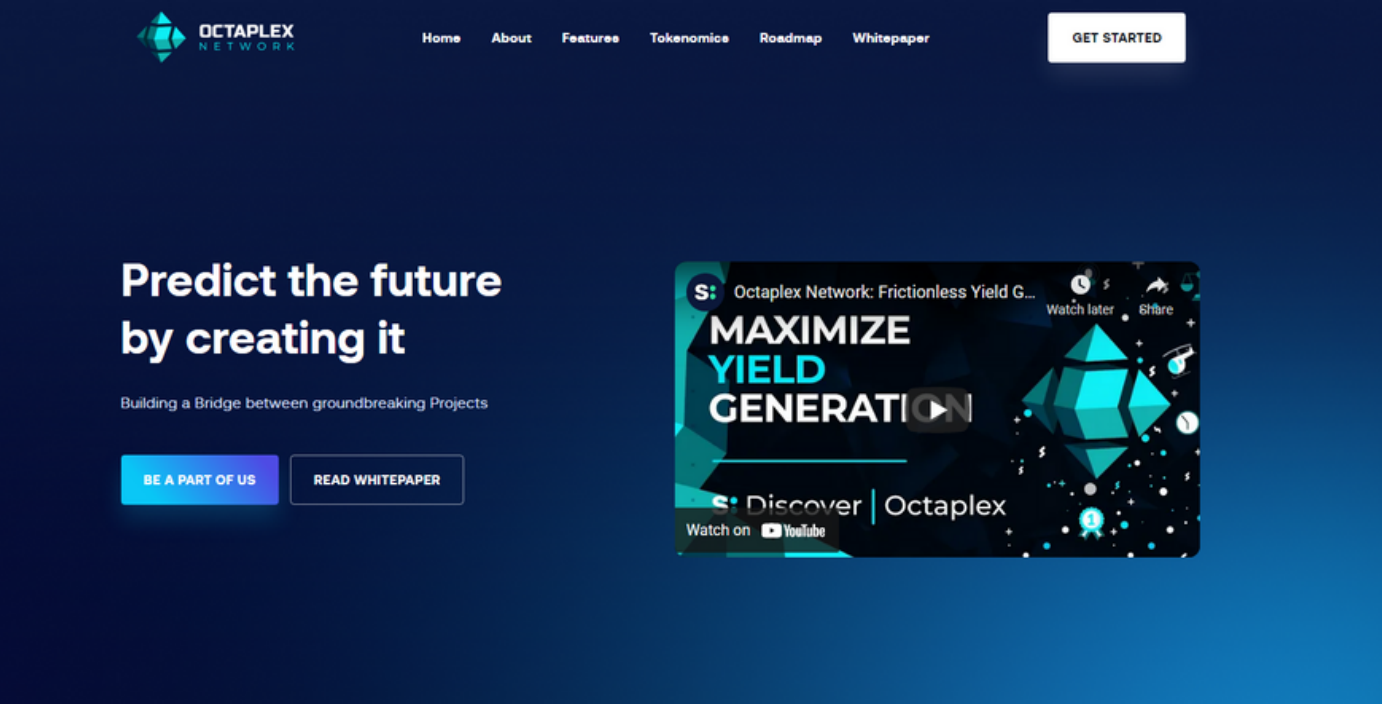 OCTAPLEX
NETWORK
Home About Features Tokenomics Roadmap Whitepaper
GET STARTED
Predict the future
by creating it
Building a Bridge between groundbreaking Projects
BE A PART OF US
READ WHITEPAPER
S: Octaplex Network: Frictionless Yield G...
Watch later Share
MAXIMIZE
YIELD
GENERATION
S: Discover | Octaplex
Watch on YouTube
1